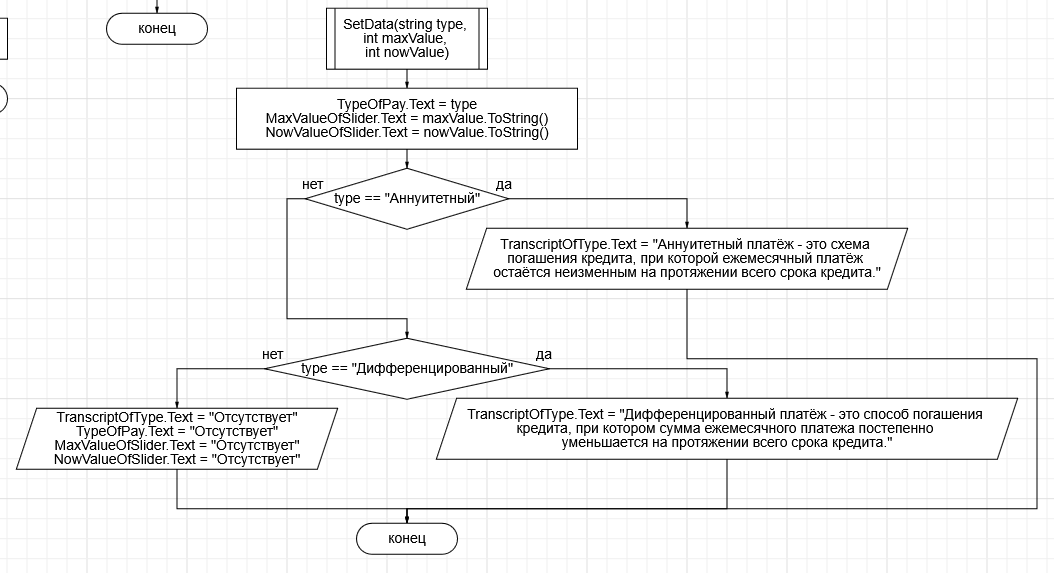 конец
SetData(string type,
int maxValue,
int nowValue)
TypeOfPay.Text = type
MaxValueOfSlider.Text = maxValue.ToString()
NowValueOfSlider.Text = nowValue.ToString()
нет
да
type == "Аннуитетный"
TranscriptOfType.Text = "Аннуитетный платёж - это схема
погашения кредита, при которой ежемесячный платёж
остаётся неизменным на протяжении всего срока кредита."
нет
да
type == "Дифференцированный"
TranscriptOfType.Text = "Отсутствует"
TypeOfPay.Text = "Отсутствует"
MaxValueOfSlider.Text = "Отсутствует"
NowValueOfSlider.Text = "Отсутствует"
TranscriptOfType.Text = "Дифференцированный платёж - это способ погашения
кредита, при котором сумма ежемесячного платежа постепенно
уменьшается на протяжении всего срока кредита."
конец